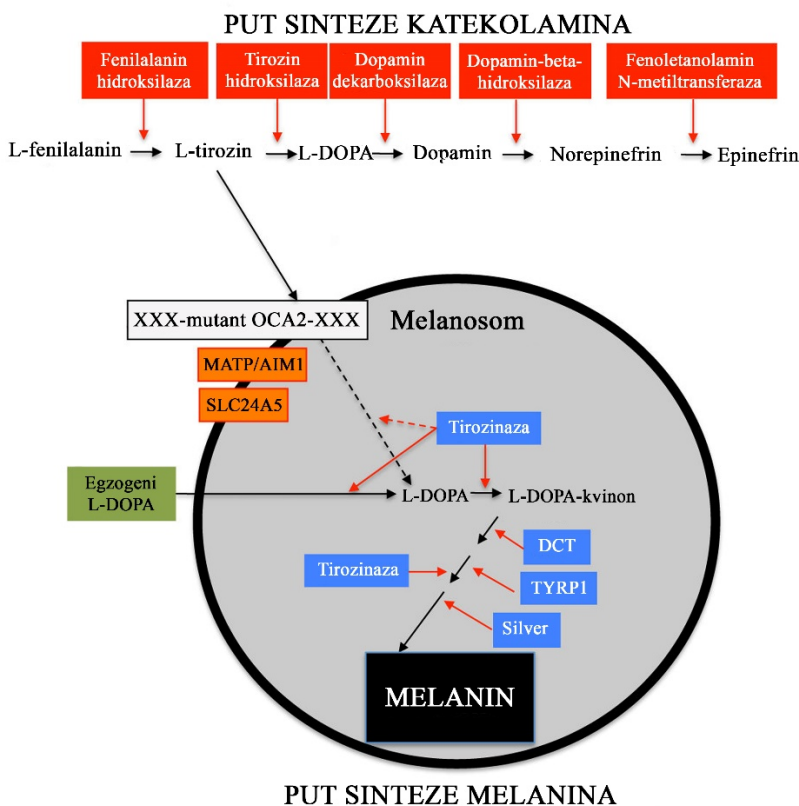 PUT SINTEZE KATEKOLAMINA
Fenilalanin
hidroksilaza
Tirozin
hidroksilaza
Dopamin
dekarboksilaza
Dopamin-beta-
hidroksilaza
Fenoletanolamin
N-metiltransferaza
L-fenilalanin
L-tirozin
L-DOPA
Dopamin
Norepinefrin
Epinefrin
XXX-mutant OCA2-XXX
Melanosom
MATP/AIM1
SLC24A5
Tirozinaza
Egzogeni
L-DOPA
L-DOPA
L-DOPA-kvinon
DCT
Tirozinaza
TYRP1
Silver
MELANIN
PUT SINTEZE MELANINA